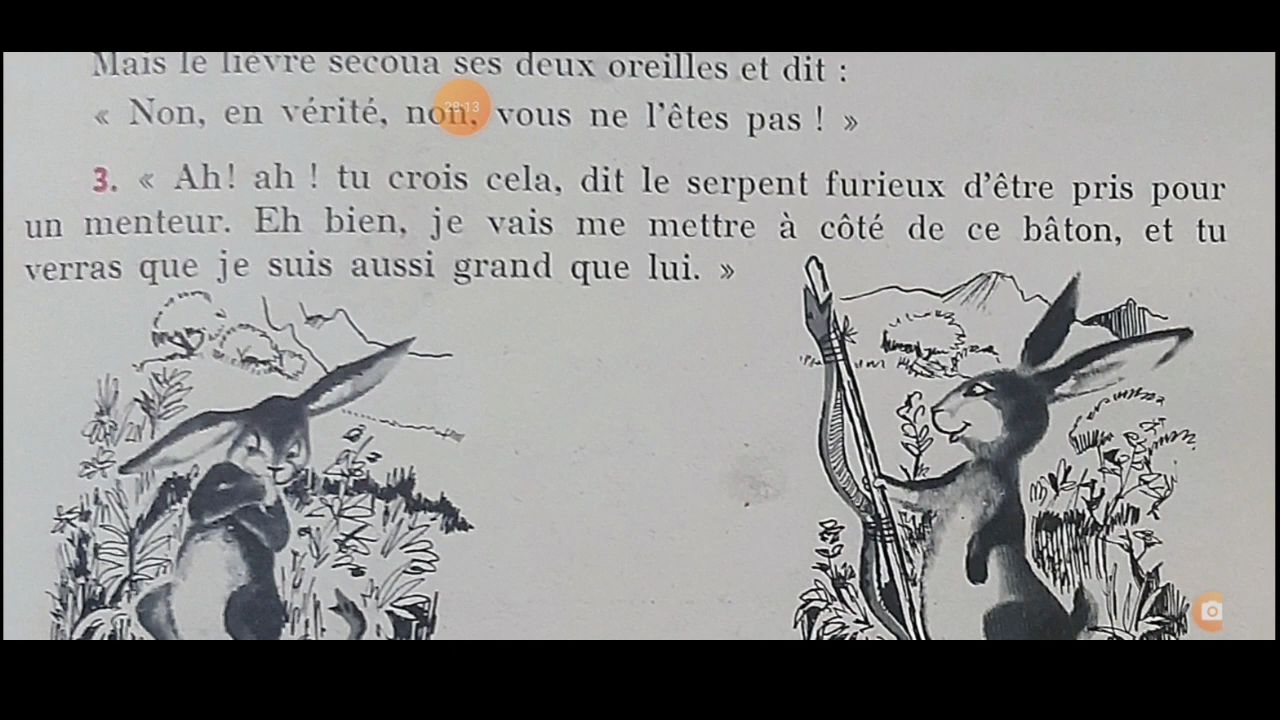 Mais le lièvre secoua ses deux oreilles et dit :
« Non, en vérité, non, vous ne l'êtes pas ! »
3. « Ah! ah ! tu crois cela, dit le serpent furieux d'être pris pour
un menteur. Eh bien, je vais me mettre à côté de ce bâton, et tu
verras que je suis aussi grand que lui. »
28:13